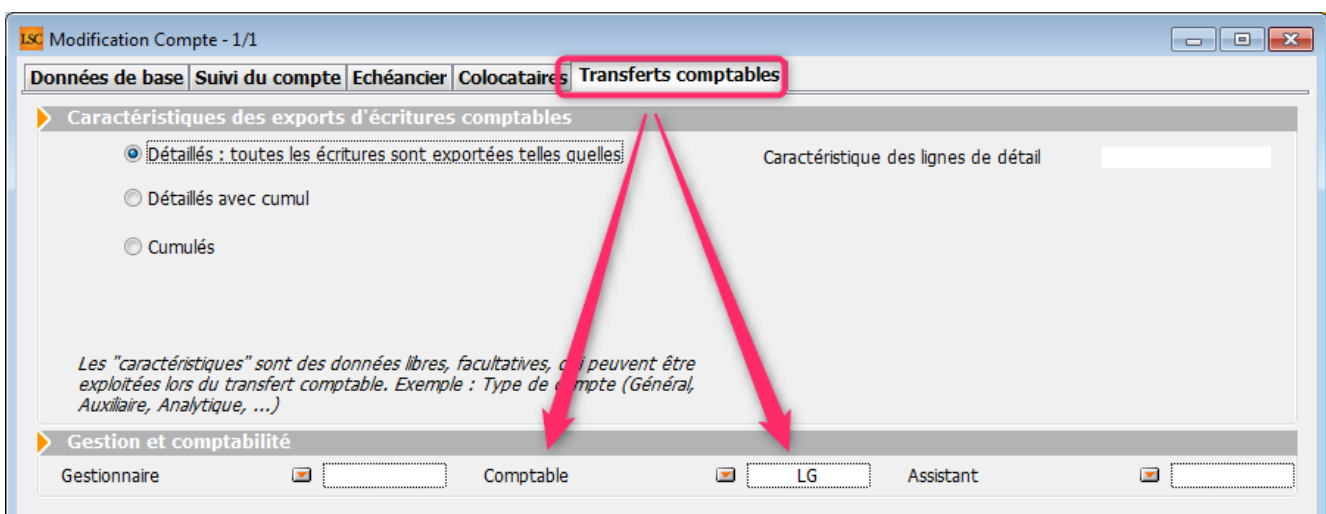 LSC Modification Compte - 1/1
Données de base Suivi du compte Echéancier Colocataires Transferts comptables
Caractéristiques des exports d'écritures comptables
Détaillés : toutes les écritures sont exportées telles quelles Caractéristique des lignes de détail
Détaillés avec cumul
Cumulés
Les "caractéristiques" sont des données libres, facultatives, qui peuvent être
exploitées lors du transfert comptable. Exemple : Type de compte (Général,
Auxiliaire, Analytique, ...)
Gestion et comptabilité
Gestionnaire Comptable LG Assistant